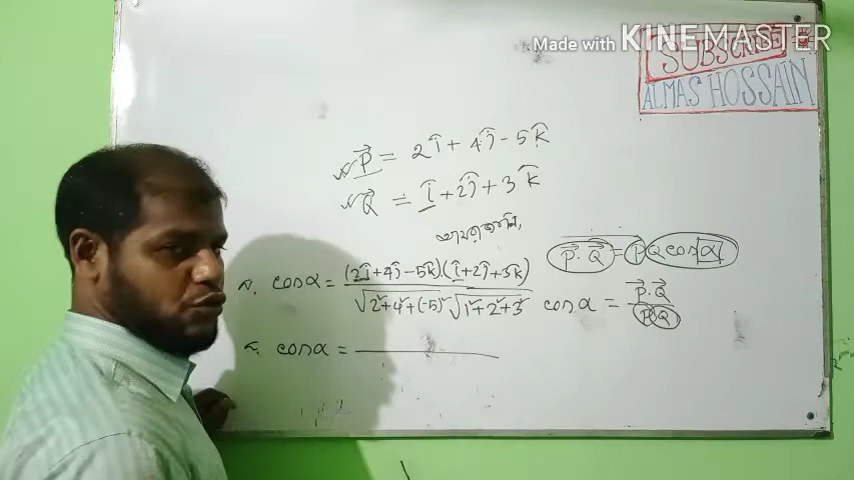 Made with KINEMASTER
SUBSCRIBE
ALMAS HOSSAIN
P⃗ = 2î + 4ĵ - 5k̂
Q⃗ = î + 2ĵ + 3k̂
আমরা জানি,
P⃗ . Q⃗ = PQ cosα
∴ cosα = (2î+4ĵ-5k̂)(î+2ĵ+3k̂) / √2²+4²+(-5)² √1²+2²+3²
cosα = P⃗.Q⃗ / PQ
∴ cosα =